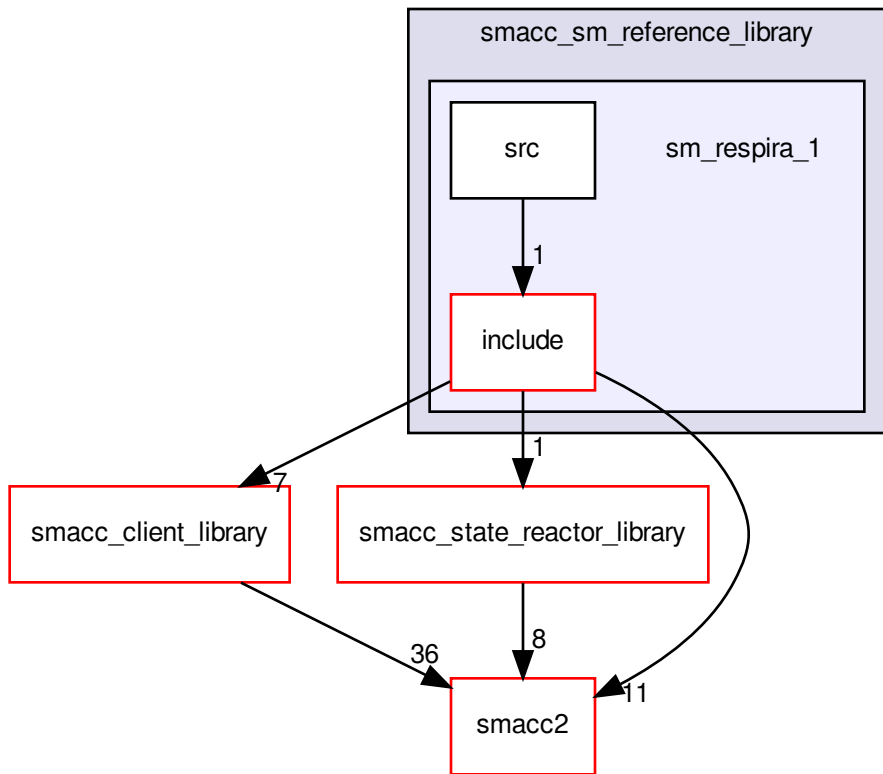 smacc_sm_reference_library
src
sm_respira_1
1
include
7
1
smacc_client_library
smacc_state_reactor_library
36
8
11
smacc2